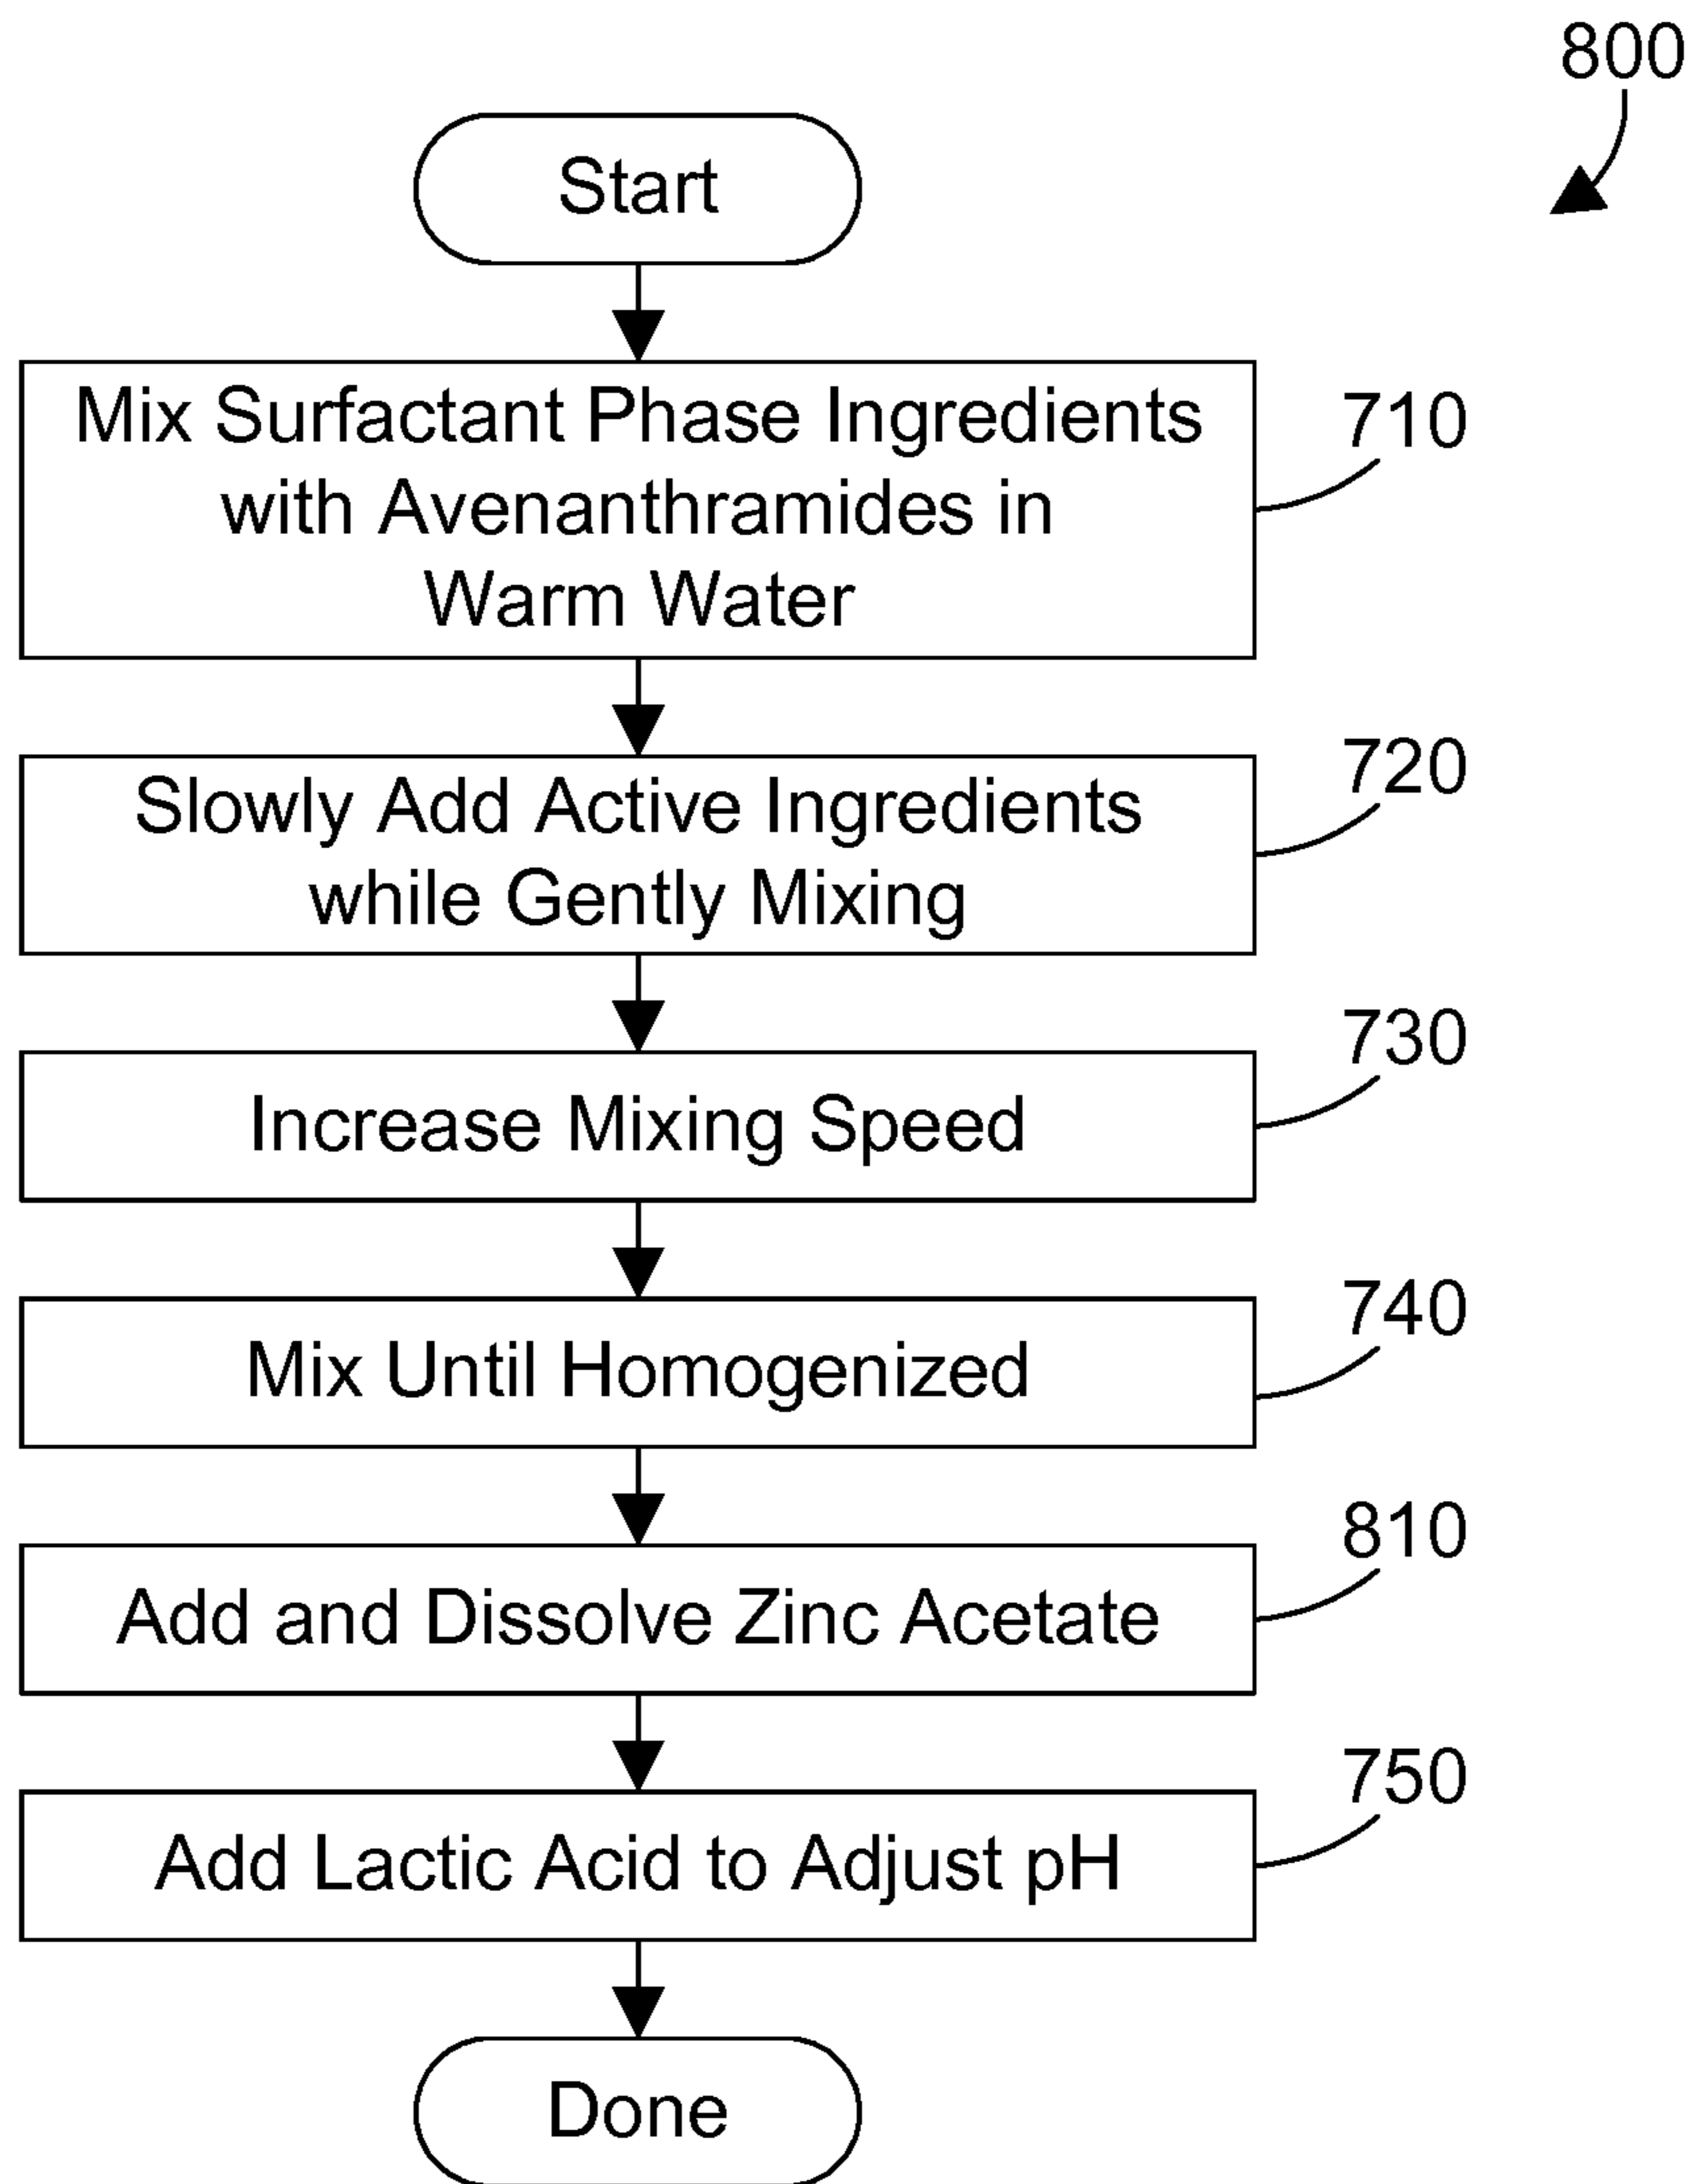 800
Start
Mix Surfactant Phase Ingredients
with Avenanthramides in
Warm Water
710
Slowly Add Active Ingredients
while Gently Mixing
720
Increase Mixing Speed
730
Mix Until Homogenized
740
Add and Dissolve Zinc Acetate
810
Add Lactic Acid to Adjust pH
750
Done